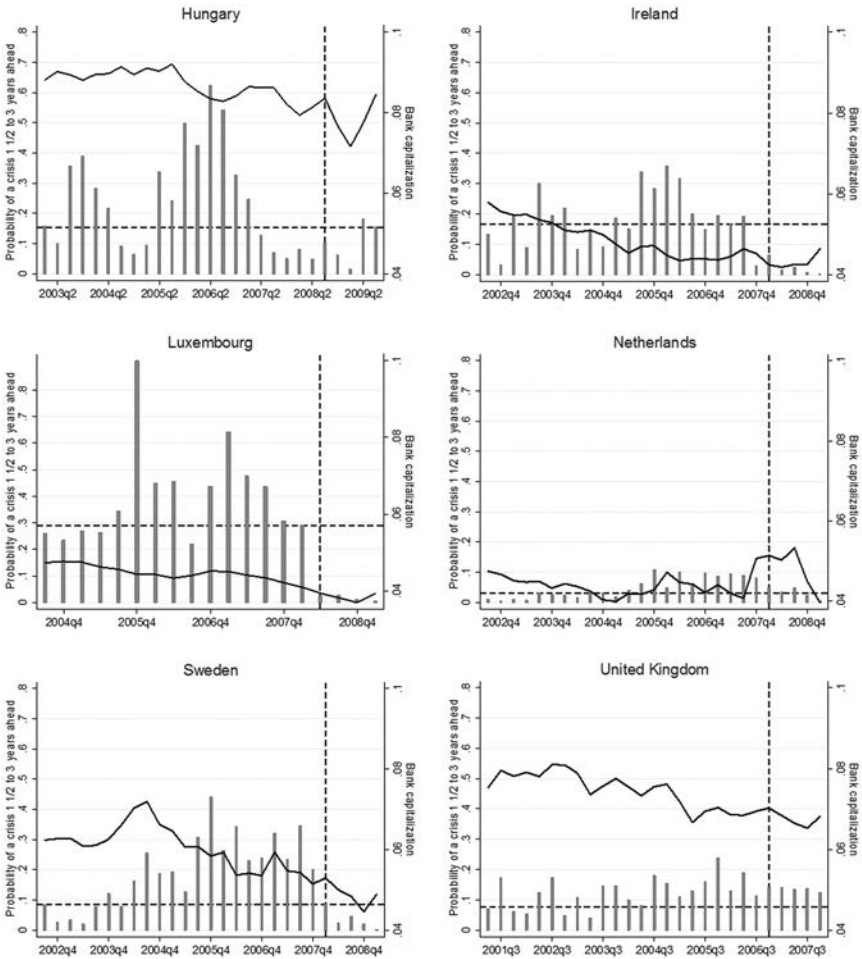 Hungary
Probability of a crisis 1 1/2 to 3 years ahead
0 .1 .2 .3 .4 .5 .6 .7 .8
Bank capitalization
.04 .06 .08 .1
2003q2 2004q2 2005q2 2006q2 2007q2 2008q2 2009q2
Ireland
Probability of a crisis 1 1/2 to 3 years ahead
0 .1 .2 .3 .4 .5 .6 .7 .8
Bank capitalization
.04 .06 .08 .1
2002q4 2003q4 2004q4 2005q4 2006q4 2007q4 2008q4
Luxembourg
Probability of a crisis 1 1/2 to 3 years ahead
0 .1 .2 .3 .4 .5 .6 .7 .8
Bank capitalization
.04 .06 .08 .1
2004q4 2005q4 2006q4 2007q4 2008q4
Netherlands
Probability of a crisis 1 1/2 to 3 years ahead
0 .1 .2 .3 .4 .5 .6 .7 .8
Bank capitalization
.04 .06 .08 .1
2002q4 2003q4 2004q4 2005q4 2006q4 2007q4 2008q4
Sweden
Probability of a crisis 1 1/2 to 3 years ahead
0 .1 .2 .3 .4 .5 .6 .7 .8
Bank capitalization
.04 .06 .08 .1
2002q4 2003q4 2004q4 2005q4 2006q4 2007q4 2008q4
United Kingdom
Probability of a crisis 1 1/2 to 3 years ahead
0 .1 .2 .3 .4 .5 .6 .7 .8
Bank capitalization
.04 .06 .08 .1
2001q3 2002q3 2003q3 2004q3 2005q3 2006q3 2007q3